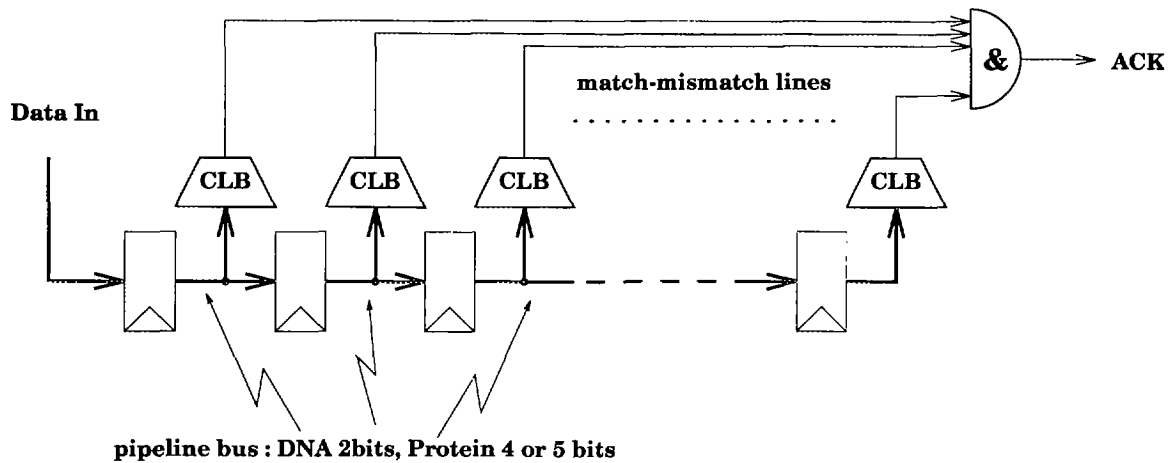 &
ACK
match-mismatch lines
Data In
CLB
CLB
CLB
CLB
pipeline bus : DNA 2bits, Protein 4 or 5 bits